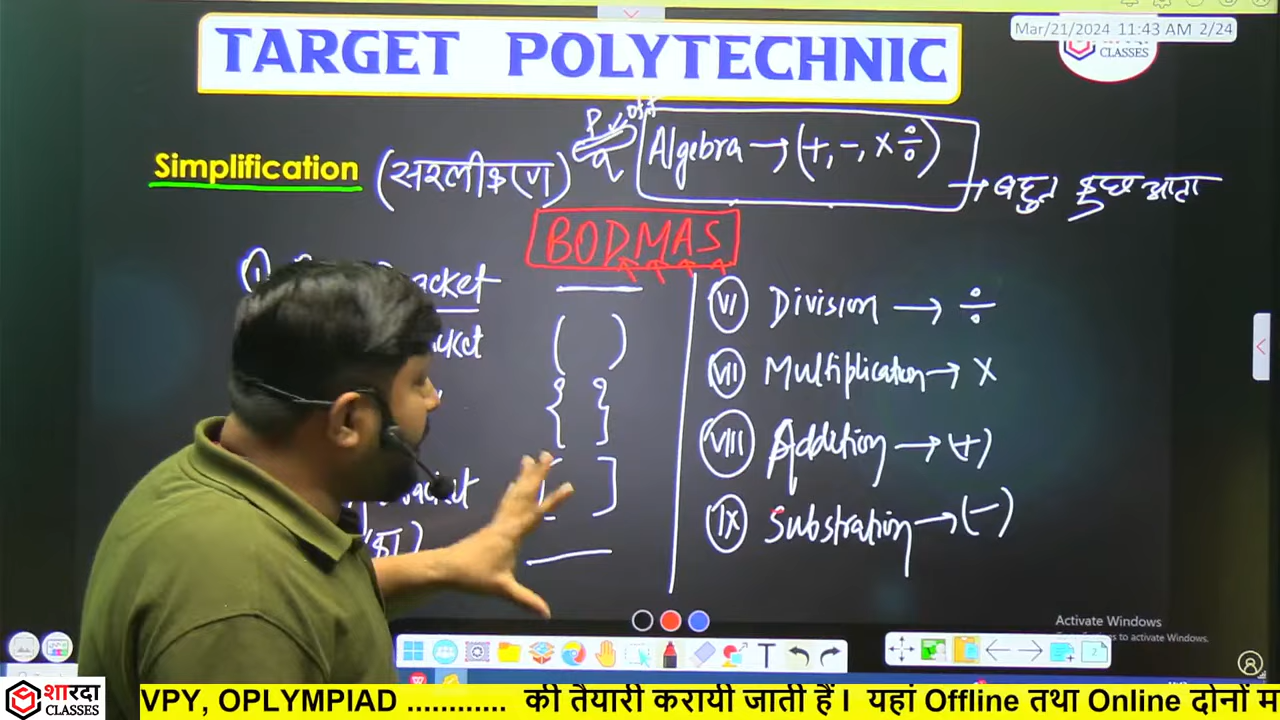 Mar/21/2024 11:43 AM 2/24
TARGET POLYTECHNIC
CLASSES
Simplification (सरलीकरण)
Algebra → (+, -, × ÷) → बहुत कुछ आता
BODMAS
( )
{ }
[ ]
VI Division → ÷
VII Multiplication → ×
VIII Addition → (+)
IX Substration → (-)
Activate Windows
to activate Windows.
शारदा CLASSES
VPY, OPLYMPIAD ............ की तैयारी करायी जाती हैं I यहां Offline तथा Online दोनों म